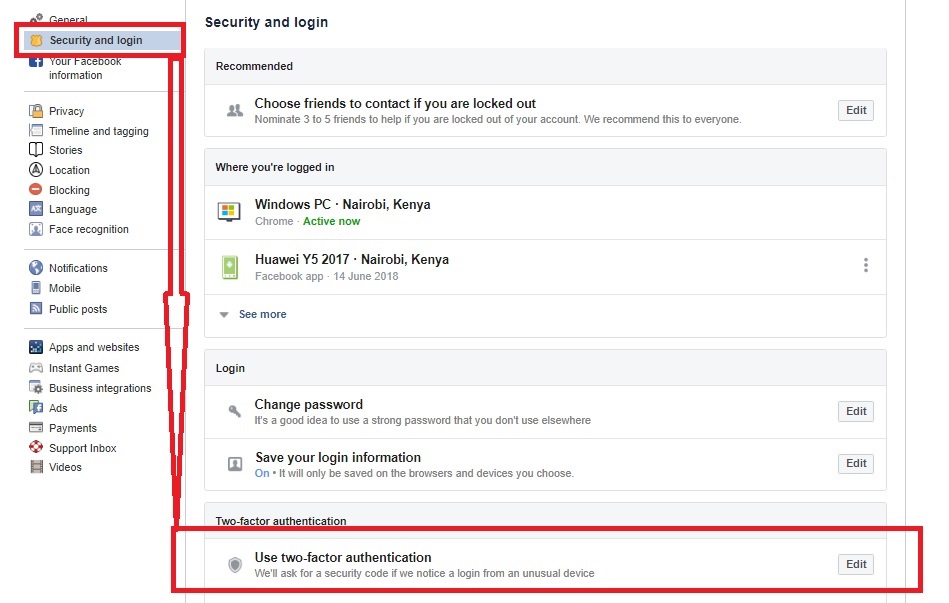 General
Security and login
Your Facebook
information
Privacy
Timeline and tagging
Stories
Location
Blocking
Language
Face recognition
Notifications
Mobile
Public posts
Apps and websites
Instant Games
Business integrations
Ads
Payments
Support Inbox
Videos
Security and login
Recommended
Choose friends to contact if you are locked out
Nominate 3 to 5 friends to help if you are locked out of your account. We recommend this to everyone.
Edit
Where you're logged in
Windows PC · Nairobi, Kenya
Chrome · Active now
Huawei Y5 2017 · Nairobi, Kenya
Facebook app · 14 June 2018
See more
Login
Change password
It's a good idea to use a strong password that you don't use elsewhere
Edit
Save your login information
On • It will only be saved on the browsers and devices you choose.
Edit
Two-factor authentication
Use two-factor authentication
We'll ask for a security code if we notice a login from an unusual device
Edit